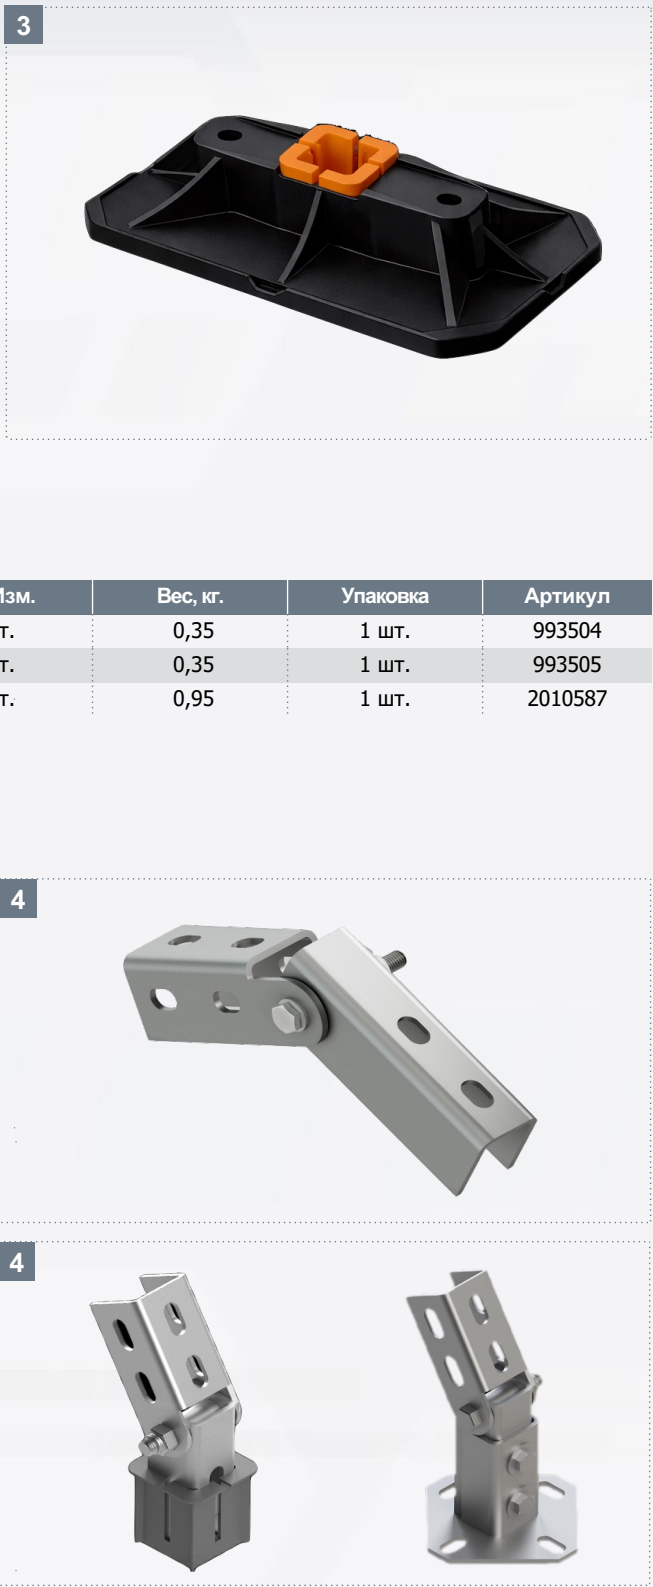 3
Изм. Вес, кг. Упаковка Артикул
т. 0,35 1 шт. 993504
т. 0,35 1 шт. 993505
т. 0,95 1 шт. 2010587
4
4